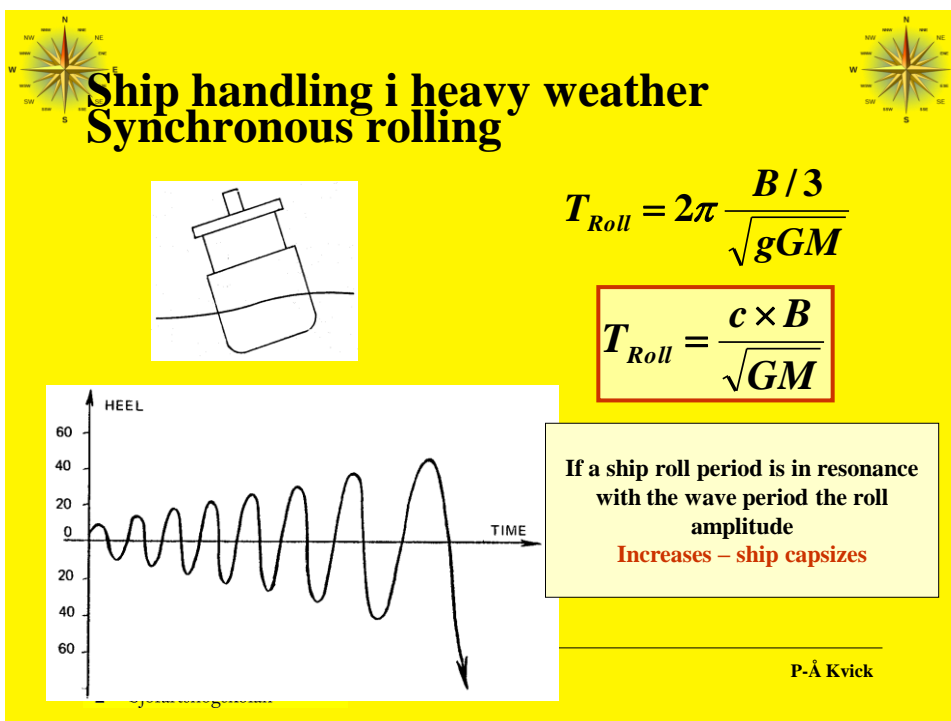 N
NW NE
W E
SW SE
S
N
NW NE
W
SW SE
S
Ship handling i heavy weather
Synchronous rolling
T_Roll = 2π (B / 3) / √gGM
T_Roll = (c × B) / √GM
HEEL
60
40
20
0
TIME
20
40
60
If a ship roll period is in resonance
with the wave period the roll
amplitude
Increases – ship capsizes
P-Å Kvick